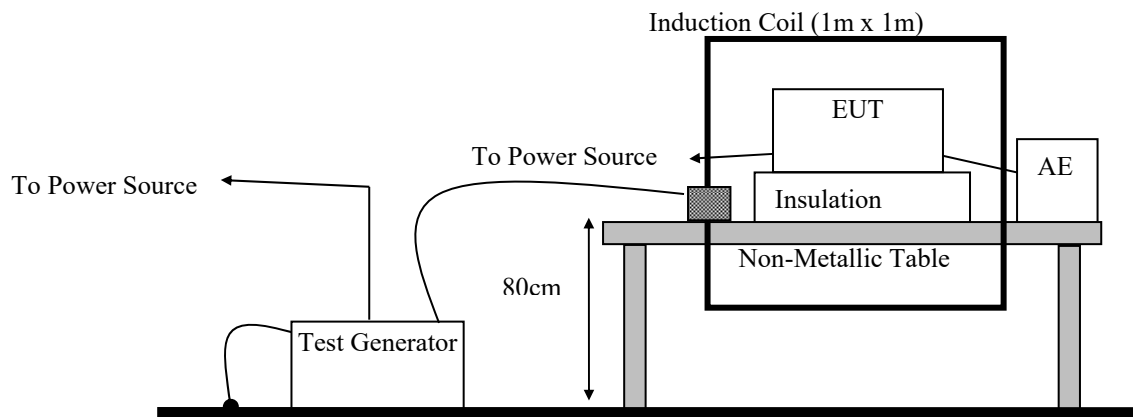 Induction Coil (1m x 1m)
EUT
To Power Source
AE
To Power Source
Insulation
Non-Metallic Table
80cm
Test Generator